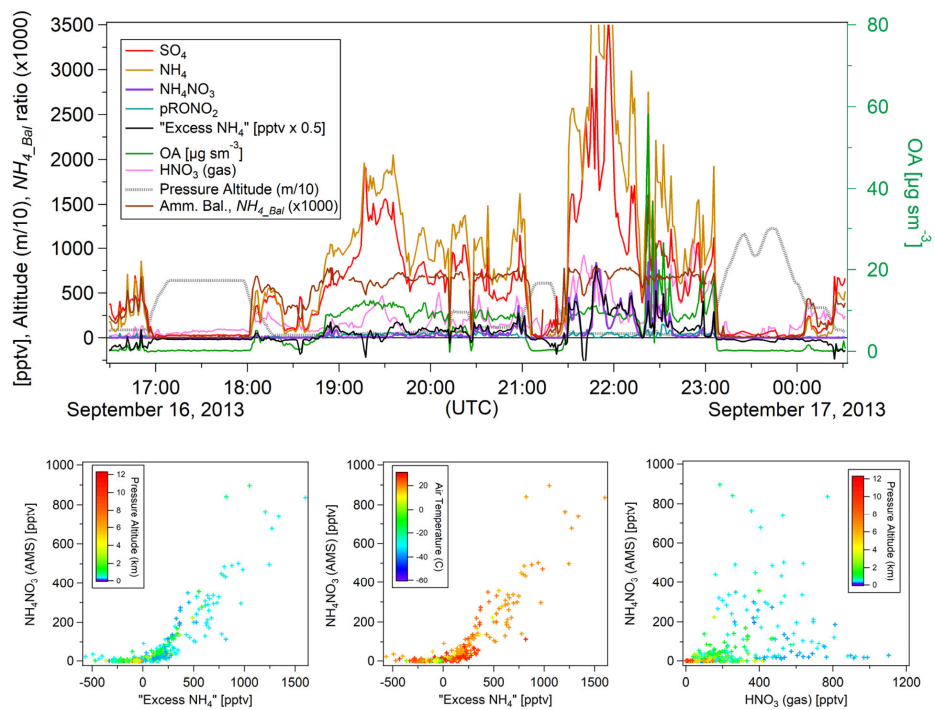 3500
3000
2500
2000
1500
1000
500
0
[pptv], Altitude (m/10), NH4_Bal ratio (x1000)
SO4
NH4
NH4NO3
pRONO2
"Excess NH4" [pptv x 0.5]
OA [µg sm-3]
HNO3 (gas)
Pressure Altitude (m/10)
Amm. Bal., NH4_Bal (x1000)
80
60
40
20
0
OA [µg sm-3]
17:00 18:00 19:00 20:00 21:00 22:00 23:00 00:00
September 16, 2013 (UTC) September 17, 2013
1000
800
600
400
200
0
NH4NO3 (AMS) [pptv]
12
10
8
6
4
2
0
Pressure Altitude (km)
-500 0 500 1000 1500
"Excess NH4" [pptv]
1000
800
600
400
200
0
NH4NO3 (AMS) [pptv]
20
0
-20
-40
-60
Air Temperature (C)
-500 0 500 1000 1500
"Excess NH4" [pptv]
1000
800
600
400
200
0
NH4NO3 (AMS) [pptv]
12
10
8
6
4
2
0
Pressure Altitude (km)
0 400 800 1200
HNO3 (gas) [pptv]